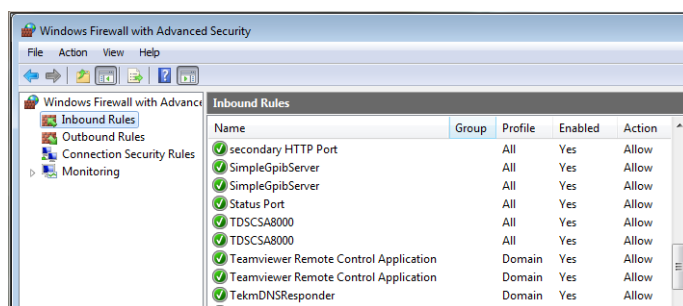 Windows Firewall with Advanced Security
File Action View Help
Windows Firewall with Advance
Inbound Rules
Outbound Rules
Connection Security Rules
Monitoring
Inbound Rules
Name Group Profile Enabled Action
secondary HTTP Port All Yes Allow
SimpleGpibServer All Yes Allow
SimpleGpibServer All Yes Allow
Status Port All Yes Allow
TDSCSA8000 All Yes Allow
TDSCSA8000 All Yes Allow
Teamviewer Remote Control Application Domain Yes Allow
Teamviewer Remote Control Application Domain Yes Allow
TekmDNSResponder Domain Yes Allow